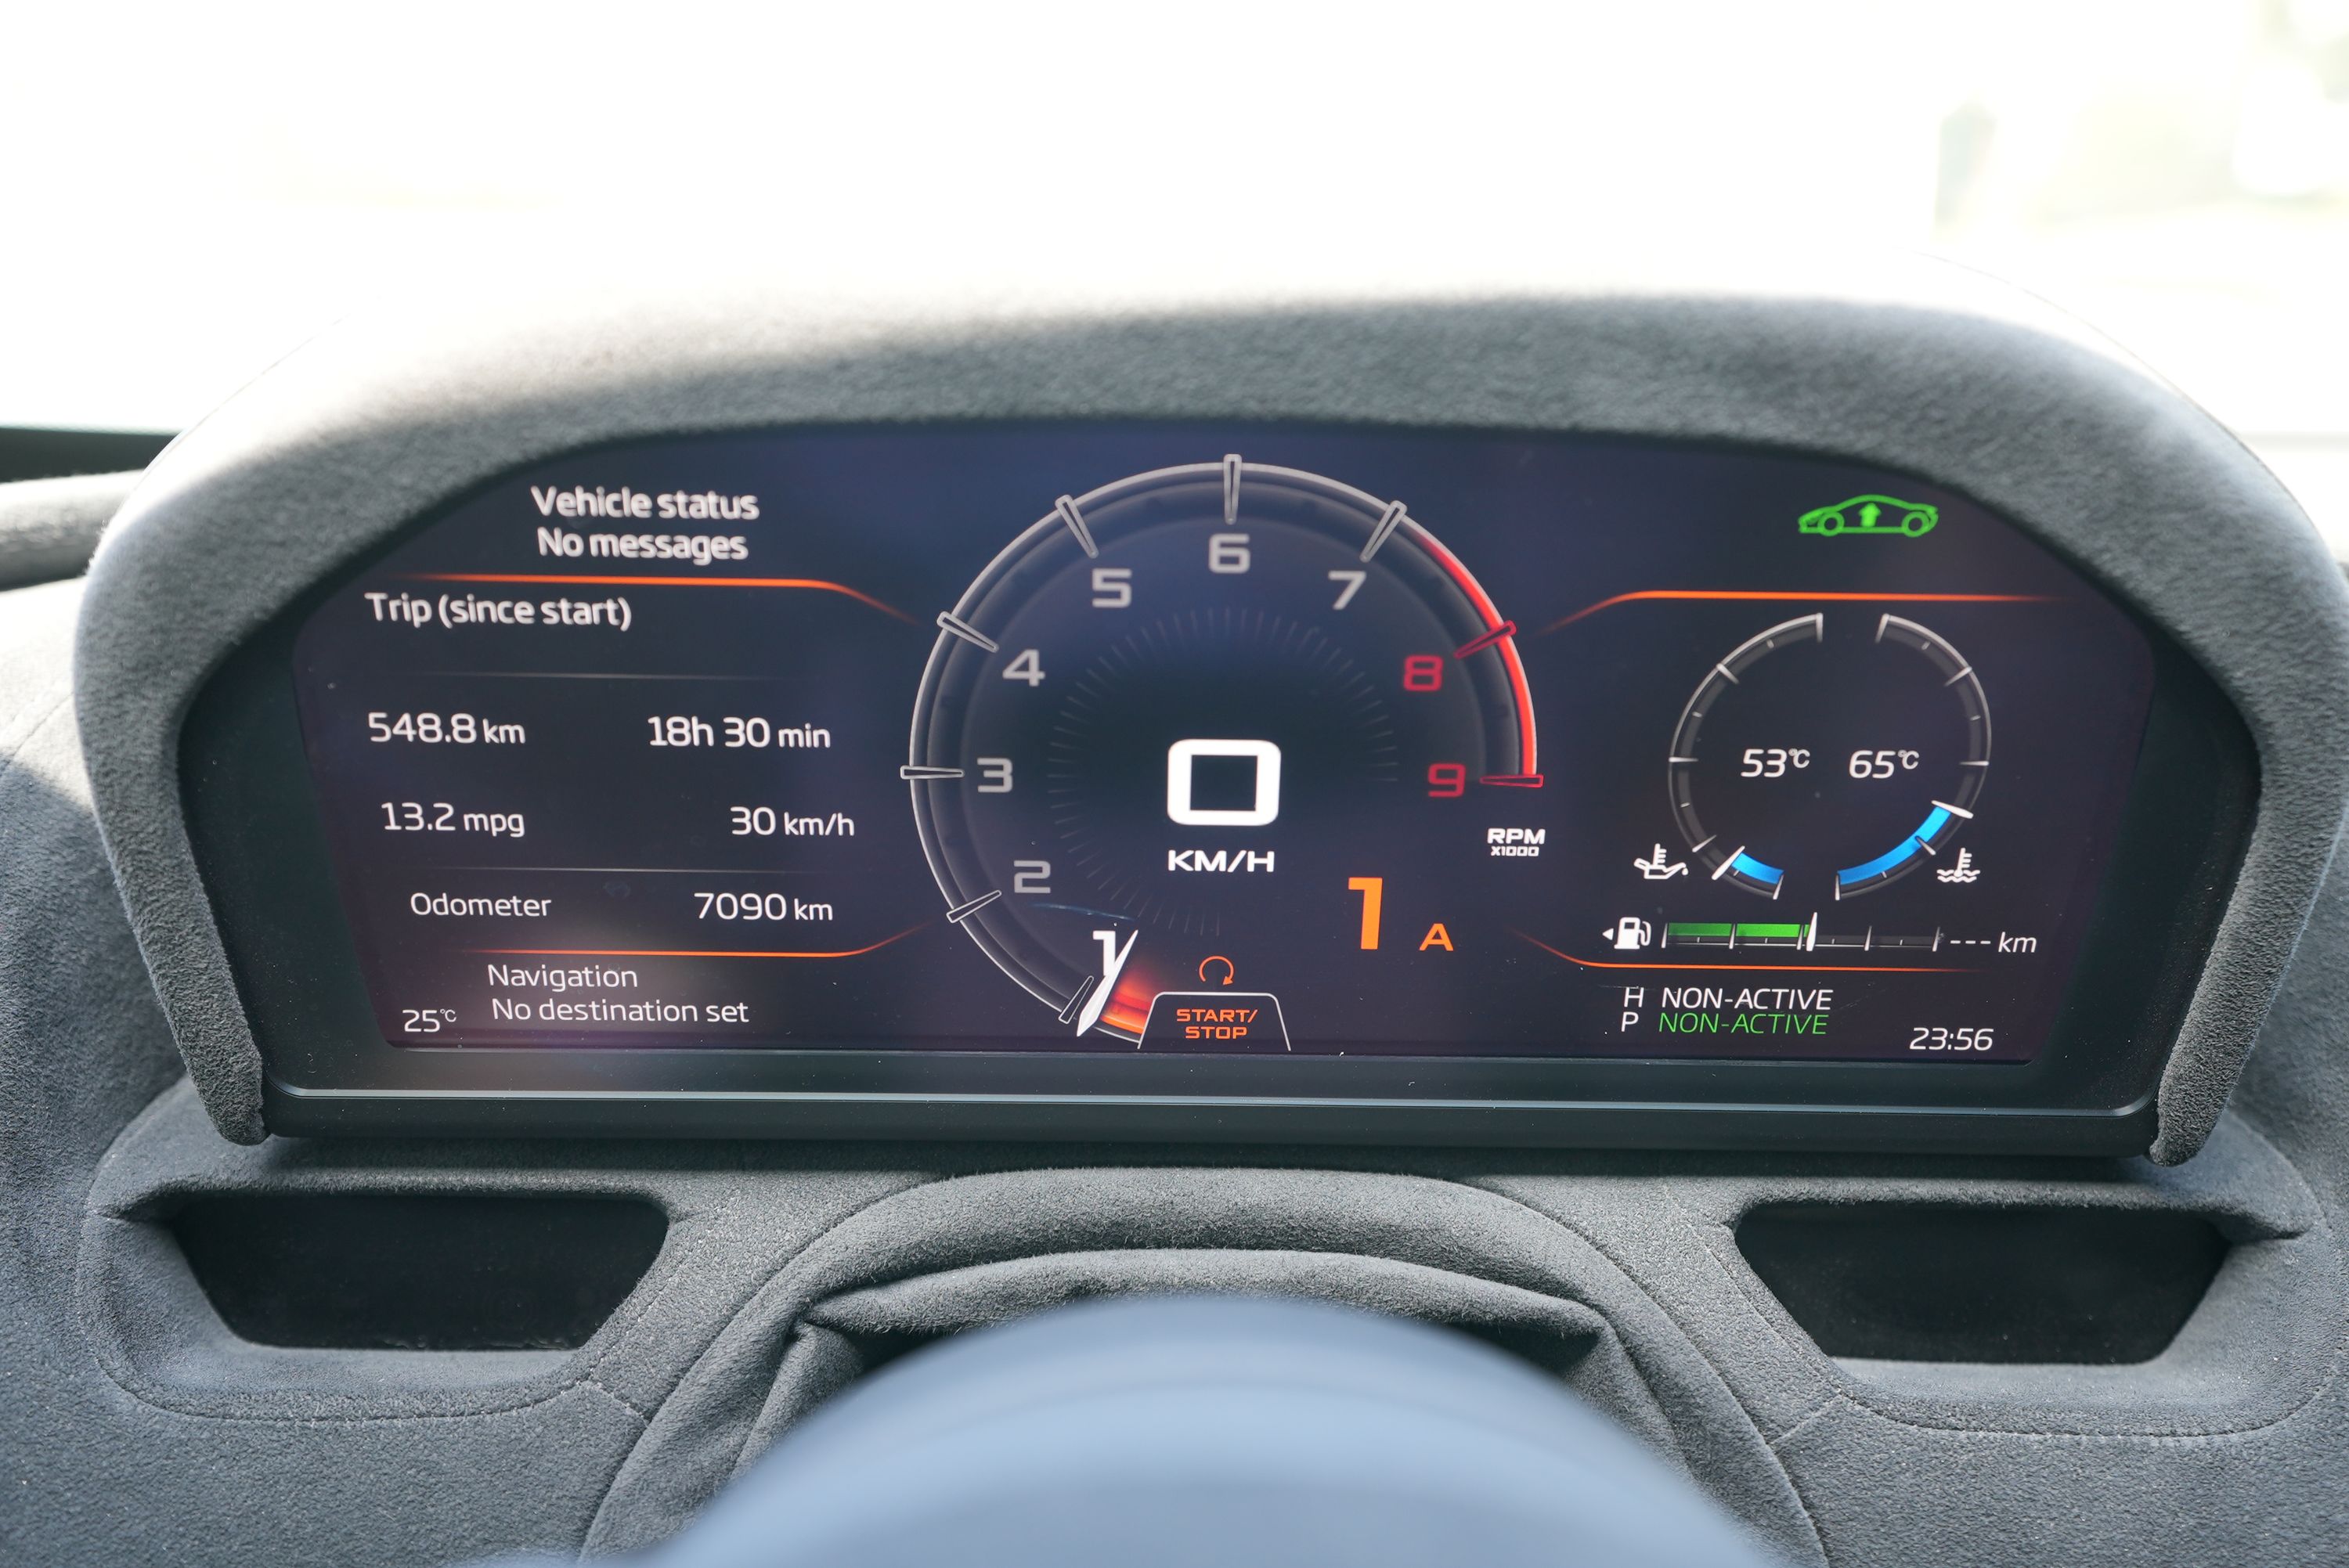 Vehicle status
No messages
Trip (since start)
548.8 km 18h 30 min
13.2 mpg 30 km/h
Odometer 7090 km
Navigation
No destination set
25°C
1
2
3
4
5
6
7
8
9
RPM
X1000
0
KM/H
1 A
START/
STOP
53°C 65°C
--- km
H NON-ACTIVE
P NON-ACTIVE
23:56